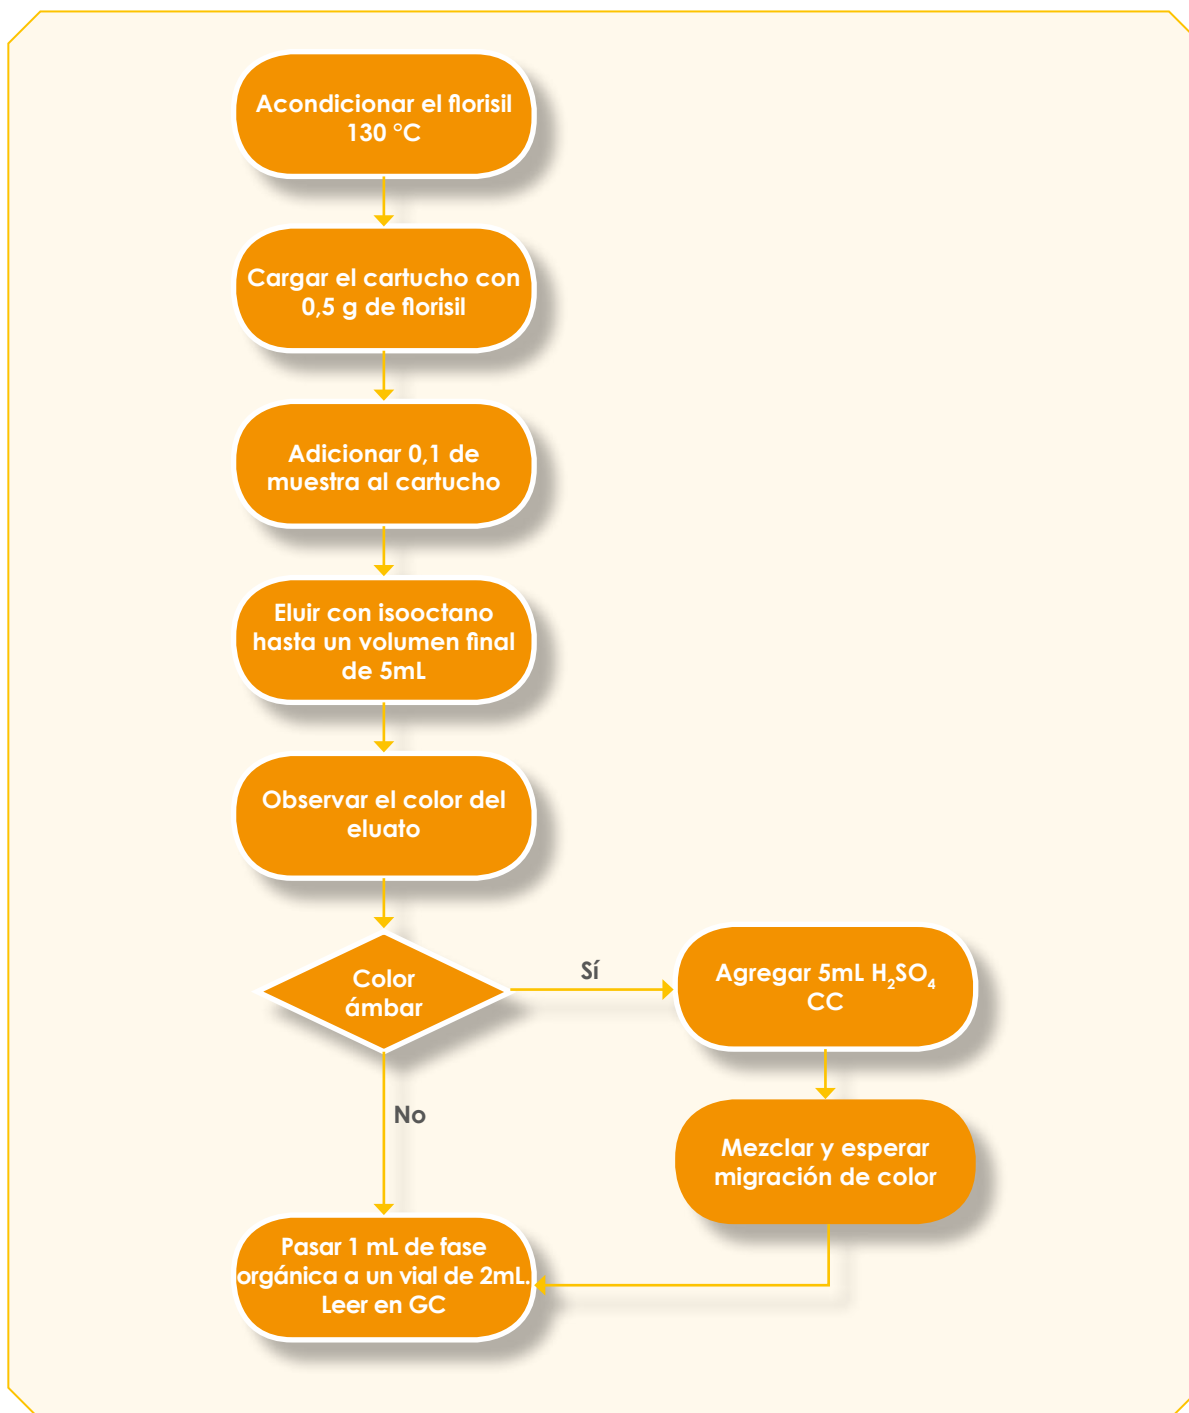 Acondicionar el florisil
130 °C
Cargar el cartucho con
0,5 g de florisil
Adicionar 0,1 de
muestra al cartucho
Eluir con isooctano
hasta un volumen final
de 5mL
Observar el color del
eluato
Color
ámbar
Sí
Agregar 5mL H₂SO₄
CC
No
Mezclar y esperar
migración de color
Pasar 1 mL de fase
orgánica a un vial de 2mL.
Leer en GC